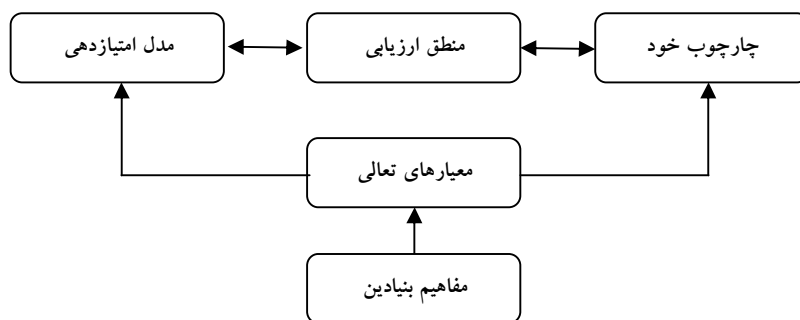 چارچوب خود
منطق ارزیابی
مدل امتیازدهی
معیارهای تعالی
مفاهیم بنیادین